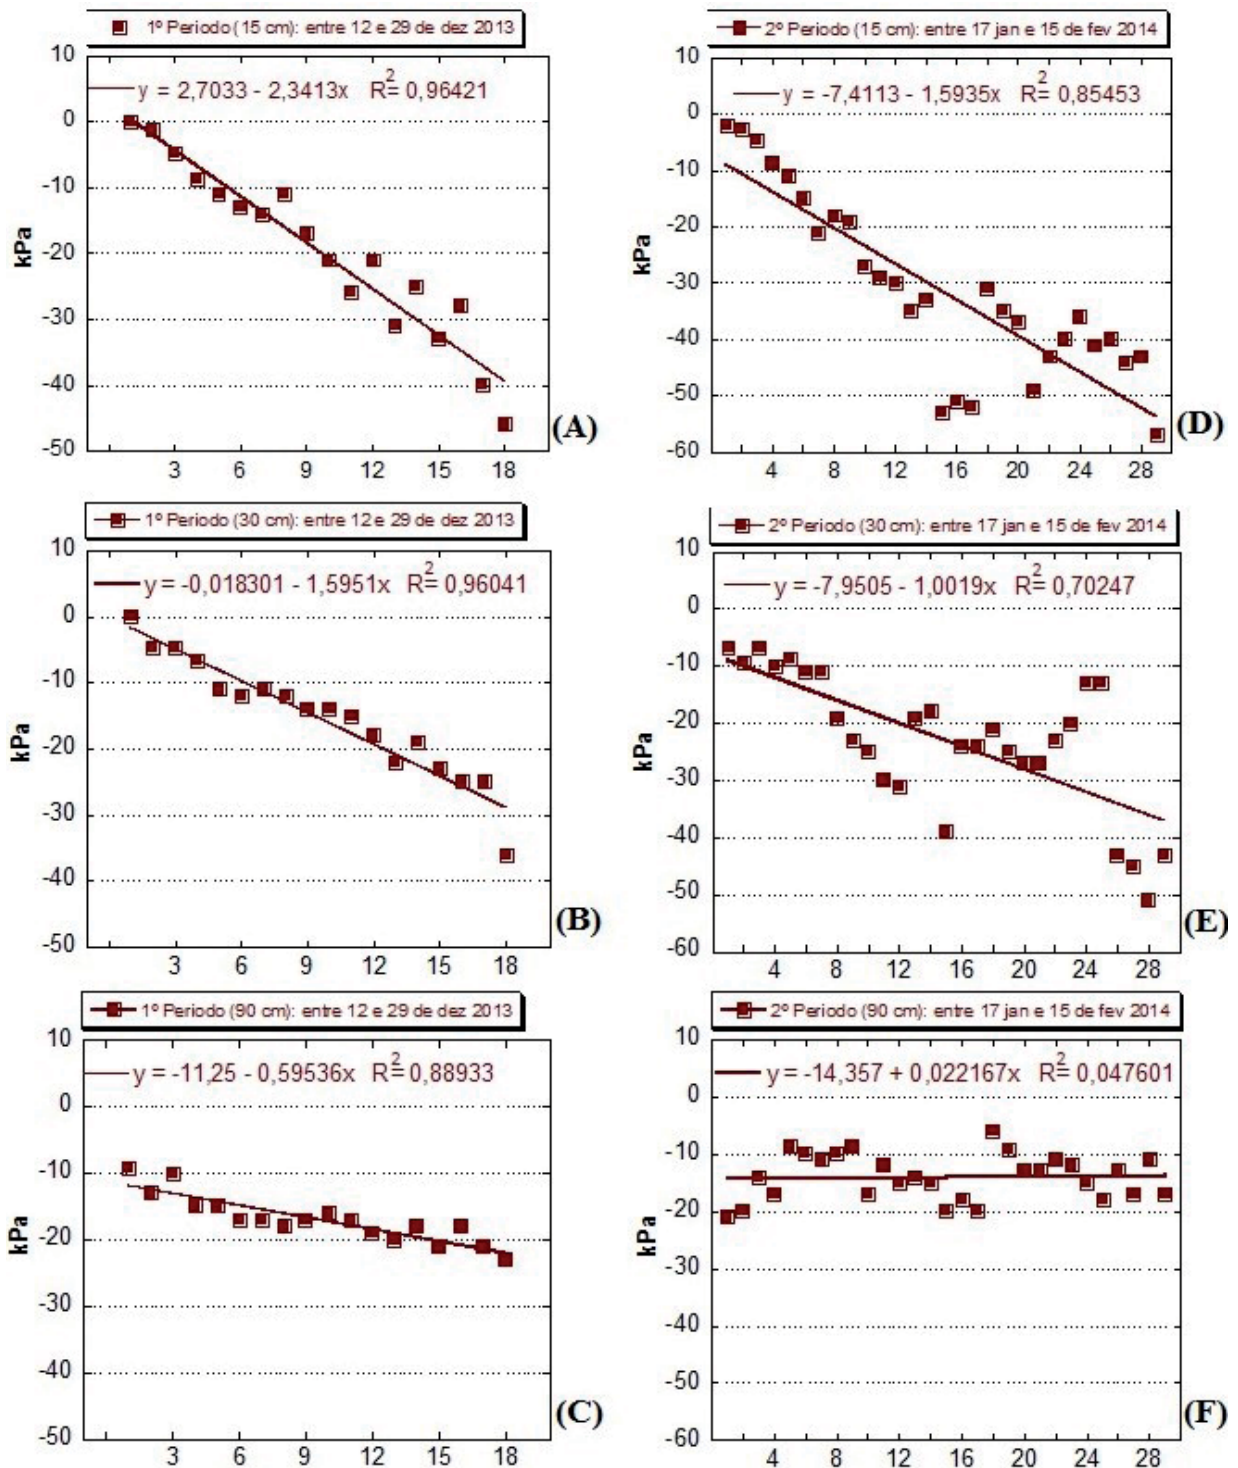 1º Periodo (15 cm): entre 12 e 29 de dez 2013
y = 2,7033 - 2,3413x R2= 0,96421
10
0
-10
-20
-30
-40
-50
kPa
3 6 9 12 15 18
(A)
2º Periodo (15 cm): entre 17 jan e 15 de fev 2014
y = -7,4113 - 1,5935x R2= 0,85453
10
0
-10
-20
-30
-40
-50
-60
kPa
4 8 12 16 20 24 28
(D)
1º Periodo (30 cm): entre 12 e 29 de dez 2013
y = -0,018301 - 1,5951x R2= 0,96041
10
0
-10
-20
-30
-40
-50
kPa
3 6 9 12 15 18
(B)
2º Periodo (30 cm): entre 17 jan e 15 de fev 2014
y = -7,9505 - 1,0019x R2= 0,70247
10
0
-10
-20
-30
-40
-50
-60
kPa
4 8 12 16 20 24 28
(E)
1º Periodo (90 cm): entre 12 e 29 de dez 2013
y = -11,25 - 0,59536x R2= 0,88933
10
0
-10
-20
-30
-40
-50
kPa
3 6 9 12 15 18
(C)
2º Periodo (90 cm): entre 17 jan e 15 de fev 2014
y = -14,357 + 0,022167x R2= 0,047601
10
0
-10
-20
-30
-40
-50
-60
kPa
4 8 12 16 20 24 28
(F)